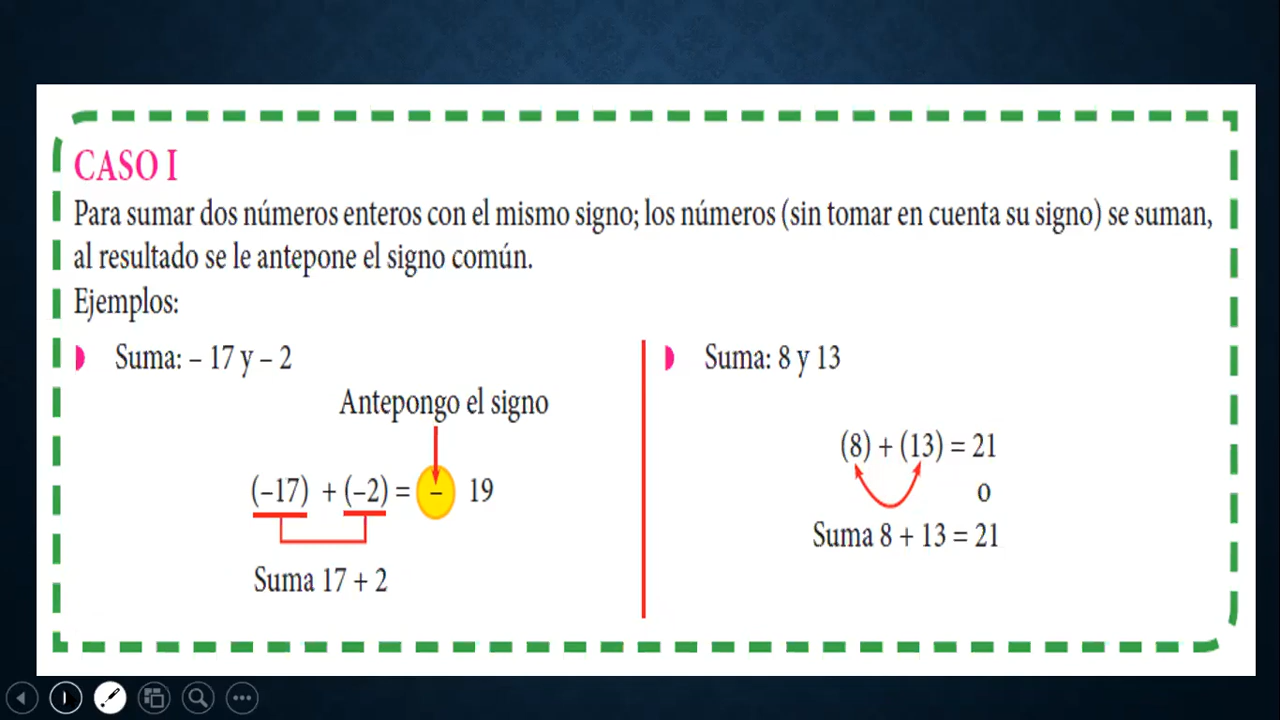 CASO I
Para sumar dos números enteros con el mismo signo; los números (sin tomar en cuenta su signo) se suman,
al resultado se le antepone el signo común.
Ejemplos:
Suma: – 17 y – 2
Antepongo el signo
(–17) + (–2) = – 19
Suma 17 + 2
Suma: 8 y 13
(8) + (13) = 21
o
Suma 8 + 13 = 21